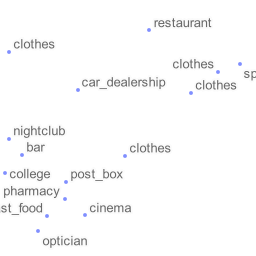 restaurant
clothes
clothes
sp
car_dealership
clothes
nightclub
bar
clothes
college
post_box
pharmacy
st_food
cinema
optician